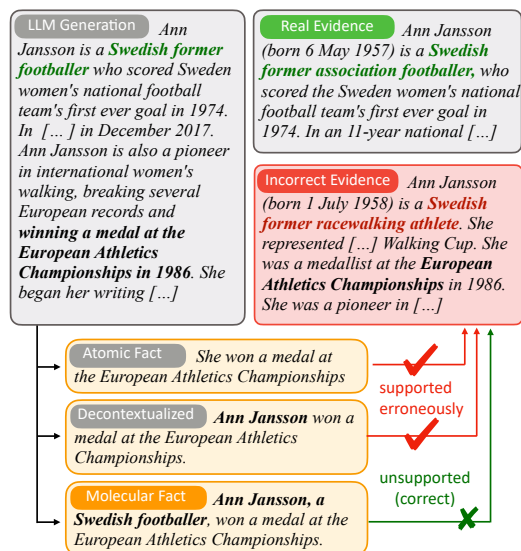 LLM Generation Ann
Jansson is a Swedish former
footballer who scored Sweden
women's national football
team's first ever goal in 1974.
In [... ] in December 2017.
Ann Jansson is also a pioneer
in international women's
walking, breaking several
European records and
winning a medal at the
European Athletics
Championships in 1986. She
began her writing [...]
Real Evidence Ann Jansson
(born 6 May 1957) is a Swedish
former association footballer, who
scored the Sweden women's national
football team's first ever goal in
1974. In an 11-year national [...]
Incorrect Evidence Ann Jansson
(born 1 July 1958) is a Swedish
former racewalking athlete. She
represented [...] Walking Cup. She
was a medallist at the European
Athletics Championships in 1986.
She was a pioneer in [...]
Atomic Fact She won a medal at
the European Athletics Championships
supported
erroneously
Decontextualized Ann Jansson won a
medal at the European Athletics
Championships.
unsupported
(correct)
Molecular Fact Ann Jansson, a
Swedish footballer, won a medal at the
European Athletics Championships.